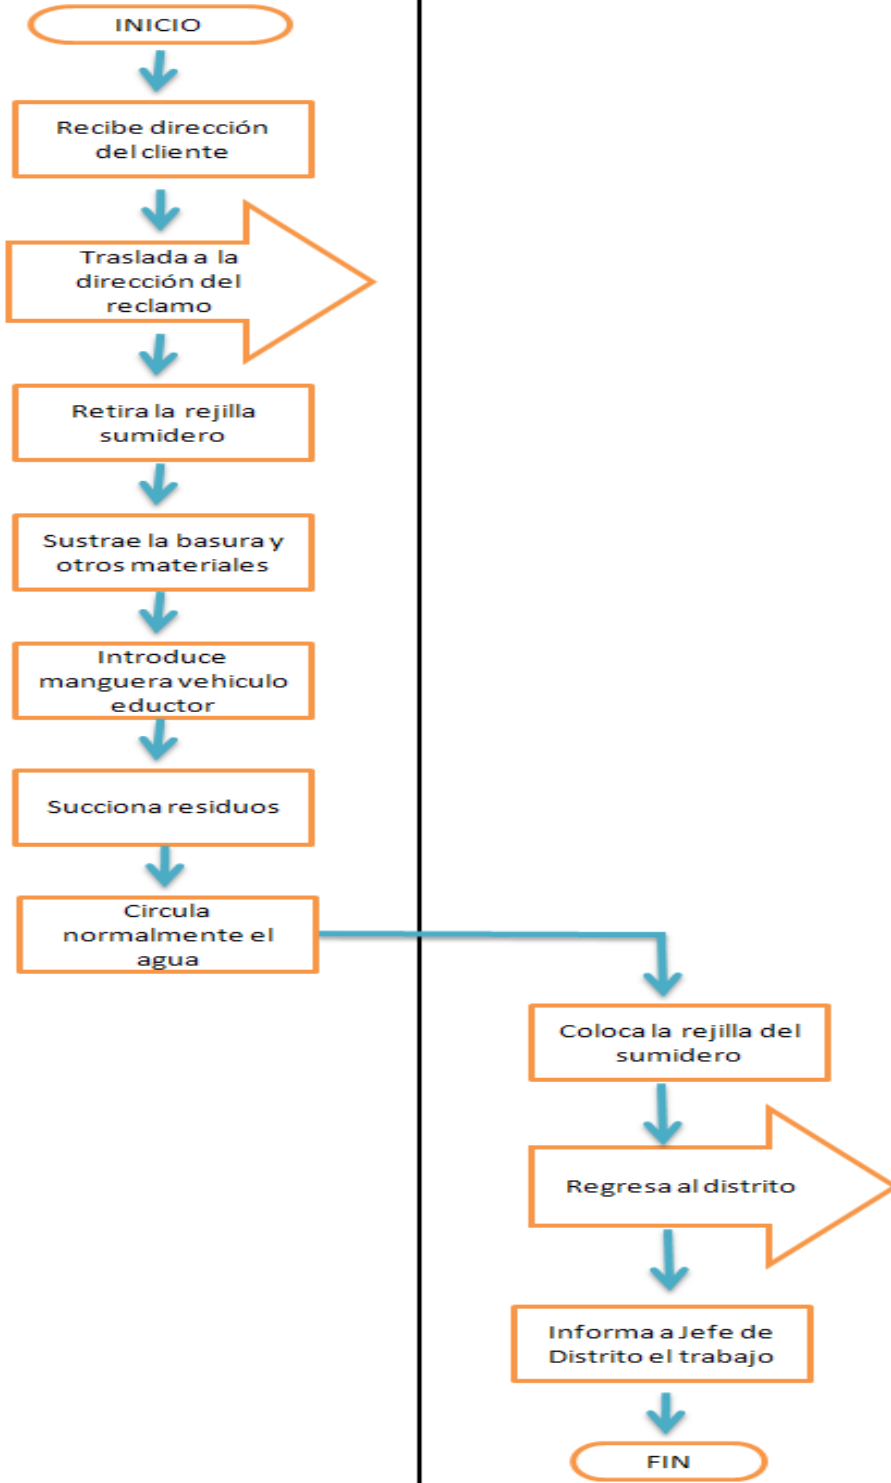 INICIO
Recibe dirección
del cliente
Traslada a la
dirección del
reclamo
Retira la rejilla
sumidero
Sustrae la basura y
otros materiales
Introduce
manguera vehiculo
eductor
Succiona residuos
Circula
normalmente el
agua
Coloca la rejilla del
sumidero
Regresa al distrito
Informa a Jefe de
Distrito el trabajo
FIN